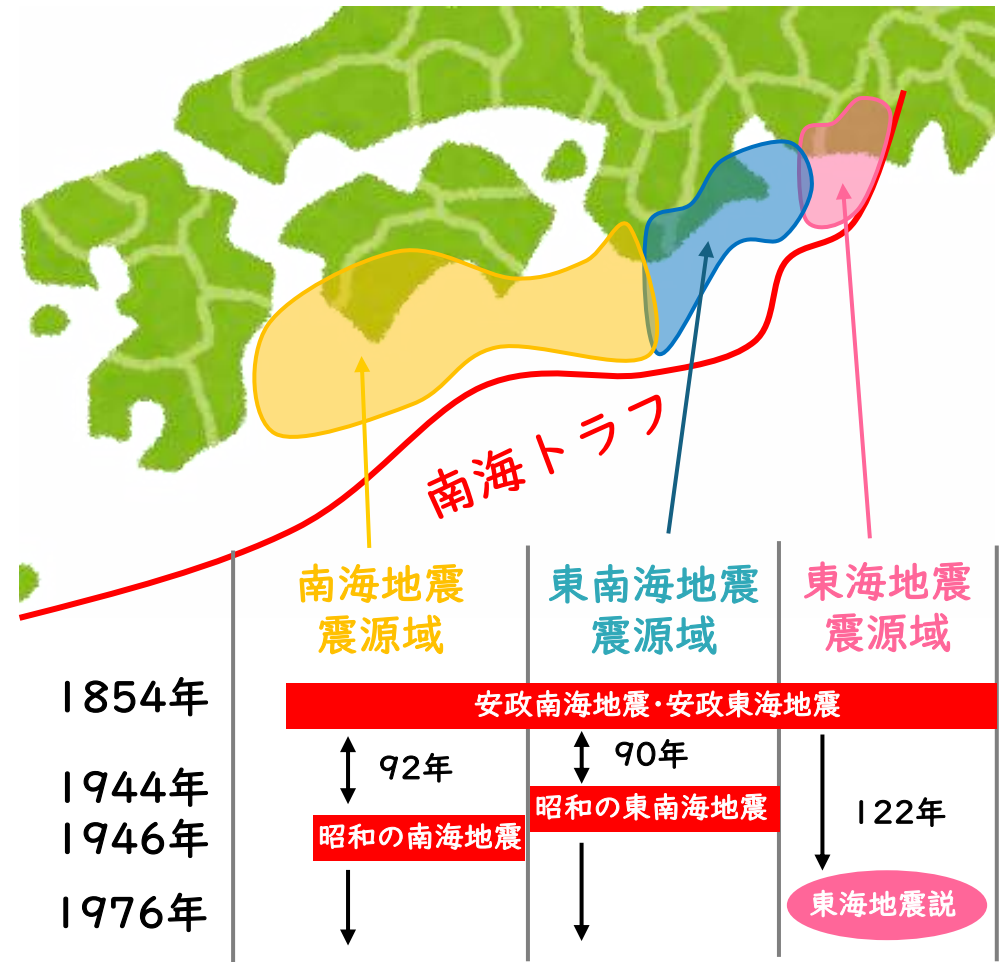 南海トラフ
南海地震
震源域
東南海地震
震源域
東海地震
震源域
1854年
安政南海地震・安政東海地震
92年
90年
1944年
昭和の東南海地震
122年
1946年
昭和の南海地震
1976年
東海地震説